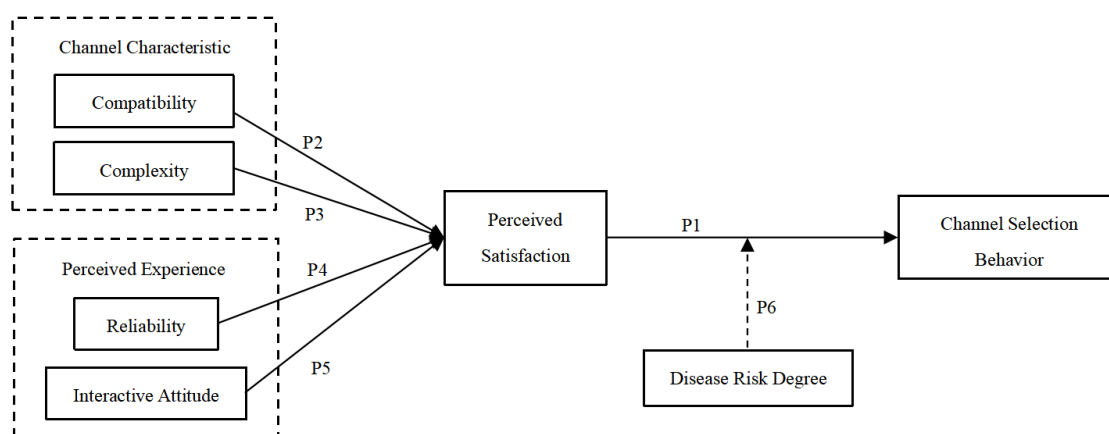 Channel Characteristic
Compatibility
Complexity
P2
P3
Perceived Experience
Reliability
Interactive Attitude
P4
P5
Perceived
Satisfaction
P1
P6
Disease Risk Degree
Channel Selection
Behavior